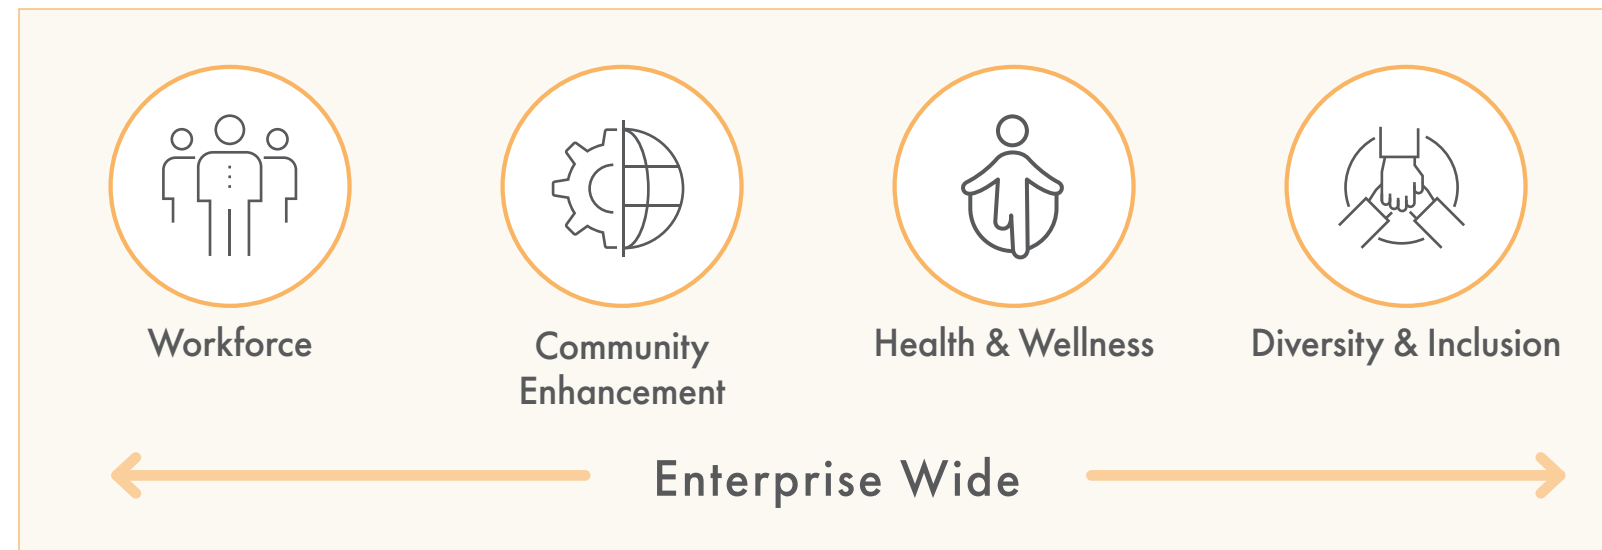 Workforce
Community
Enhancement
Health & Wellness
Diversity & Inclusion
Enterprise Wide